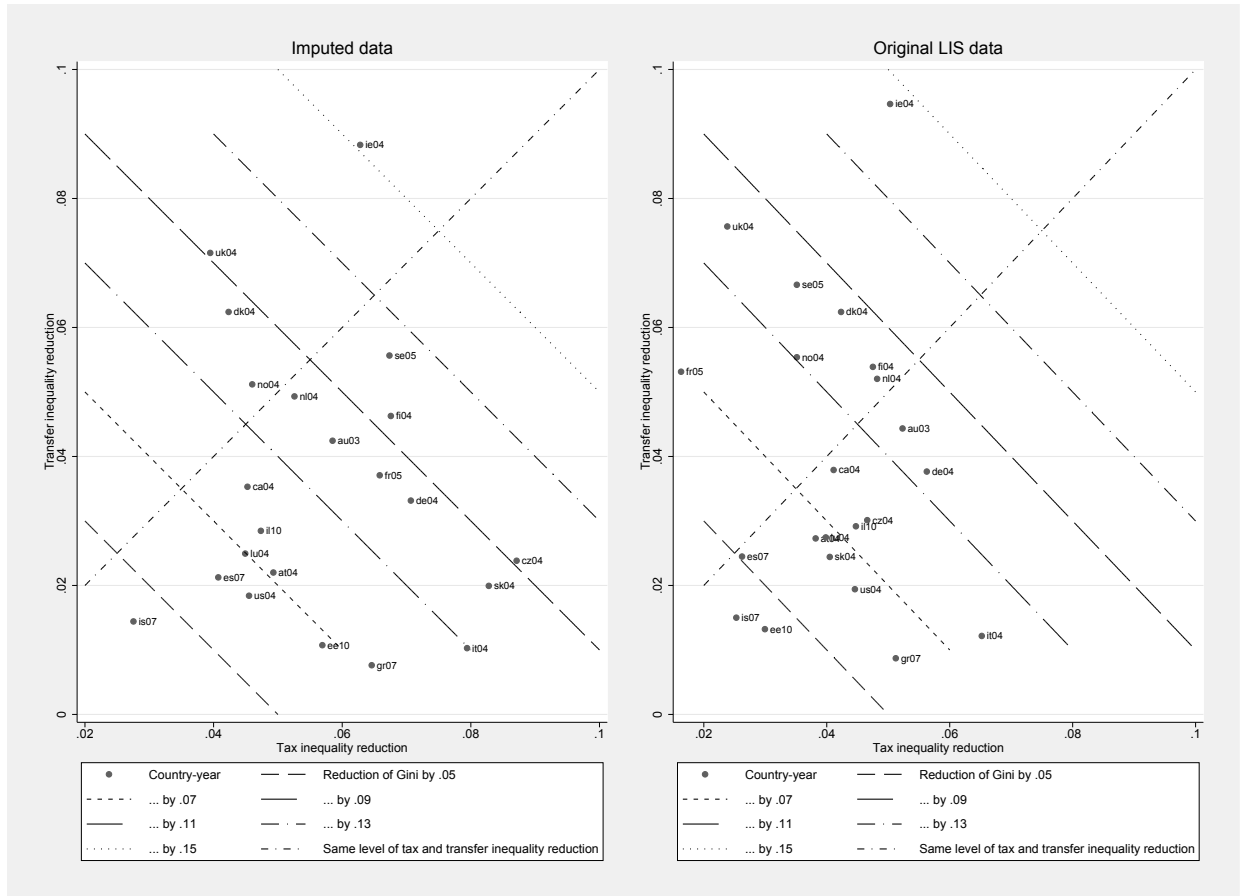 Imputed data
Transfer inequality reduction
.1
.08
.06
.04
.02
0
ie04
uk04
dk04
se05
no04
nl04
fi04
au03
fr05
ca04
de04
il10
lu04
cz04
at04
es07
sk04
us04
is07
ee10
it04
gr07
.02 .04 .06 .08 .1
Tax inequality reduction
Country-year Reduction of Gini by .05
... by .07 ... by .09
... by .11 ... by .13
... by .15 Same level of tax and transfer inequality reduction
Original LIS data
Transfer inequality reduction
.1
.08
.06
.04
.02
0
ie04
uk04
se05
dk04
no04
fi04
fr05
nl04
au03
ca04
de04
cz04
il10
at04
es07
sk04
us04
is07
ee10
it04
gr07
.02 .04 .06 .08 .1
Tax inequality reduction
Country-year Reduction of Gini by .05
... by .07 ... by .09
... by .11 ... by .13
... by .15 Same level of tax and transfer inequality reduction